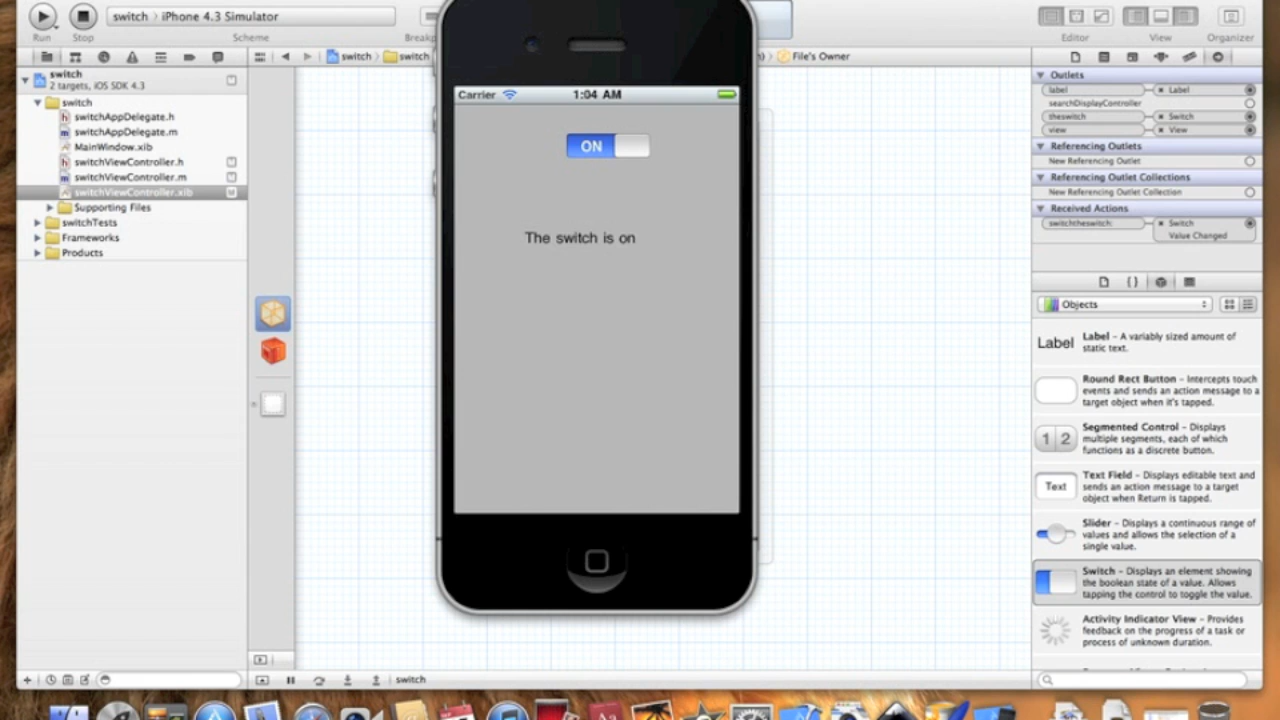 switch › iPhone 4.3 Simulator
Run
Stop
Scheme
Breakp
Editor
View
Organizer
switch
switch
File's Owner
switch
2 targets, iOS SDK 4.3
switch
switchAppDelegate.h
switchAppDelegate.m
MainWindow.xib
switchViewController.h
switchViewController.m
switchViewController.xib
Supporting Files
switchTests
Frameworks
Products
Carrier
1:04 AM
ON
The switch is on
Outlets
label
Label
searchDisplayController
theswitch
Switch
view
View
Referencing Outlets
New Referencing Outlet
Referencing Outlet Collections
New Referencing Outlet Collection
Received Actions
switchtheswitch:
Switch
Value Changed
Objects
Label
Label – A variably sized amount of
static text.
Round Rect Button – Intercepts touch
events and sends an action message to a
target object when it's tapped.
1 2
Segmented Control – Displays
multiple segments, each of which
functions as a discrete button.
Text
Text Field – Displays editable text and
sends an action message to a target
object when Return is tapped.
Slider – Displays a continuous range of
values and allows the selection of a
single value.
Switch – Displays an element showing
the boolean state of a value. Allows
tapping the control to toggle the value.
Activity Indicator View – Provides
feedback on the progress of a task or
process of unknown duration.
switch